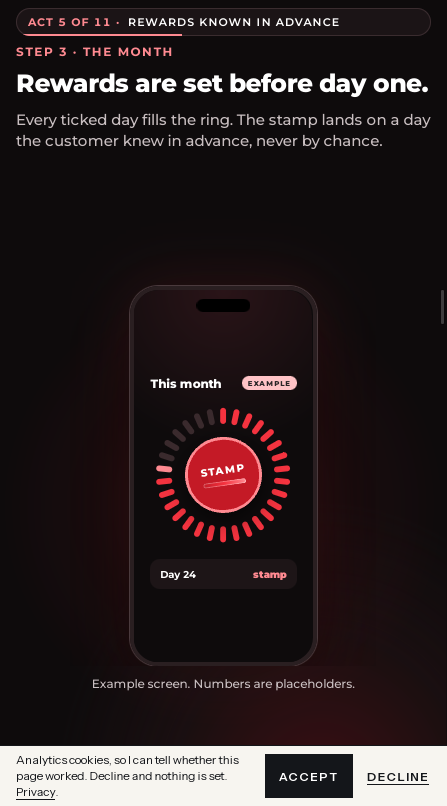 ACT 5 OF 11 · REWARDS KNOWN IN ADVANCE
STEP 3 · THE MONTH
Rewards are set before day one.
Every ticked day fills the ring. The stamp lands on a day
the customer knew in advance, never by chance.
This month EXAMPLE
STAMP
Day 24 stamp
Example screen. Numbers are placeholders.
Analytics cookies, so I can tell whether this
page worked. Decline and nothing is set.
Privacy.
ACCEPT DECLINE